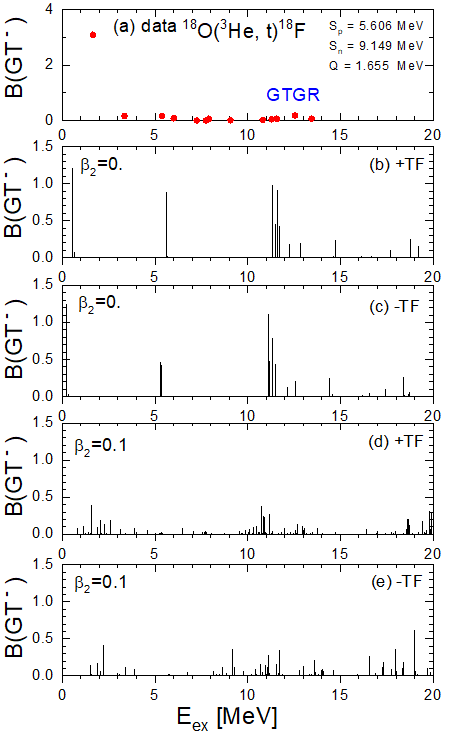 (a) data ¹⁸O(³He, t)¹⁸F
S_p = 5.606 MeV
S_n = 9.149 MeV
Q = 1.655 MeV
GTGR
B(GT⁻)
4
2
0
0 5 10 15 20
β₂=0. (b) +TF
B(GT⁻)
1.5
1.0
0.5
0.0
0 5 10 15 20
β₂=0. (c) -TF
B(GT⁻)
1.5
1.0
0.5
0.0
0 5 10 15 20
β₂=0.1 (d) +TF
B(GT⁻)
1.5
1.0
0.5
0.0
0 5 10 15 20
β₂=0.1 (e) -TF
B(GT⁻)
1.5
1.0
0.5
0.0
0 5 10 15 20
E_ex [MeV]